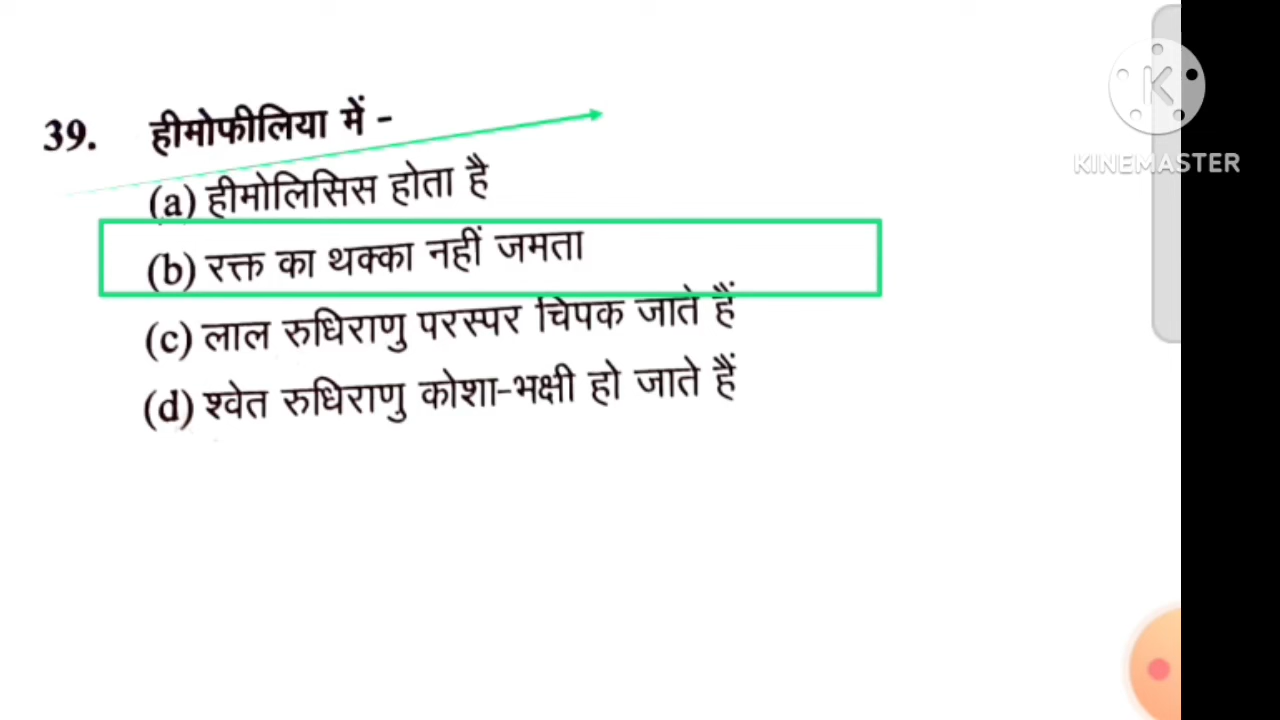 39. हीमोफीलिया में -
(a) हीमोलिसिस होता है
(b) रक्त का थक्का नहीं जमता
(c) लाल रुधिराणु परस्पर चिपक जाते हैं
(d) श्वेत रुधिराणु कोशा-भक्षी हो जाते हैं
K
KINEMASTER